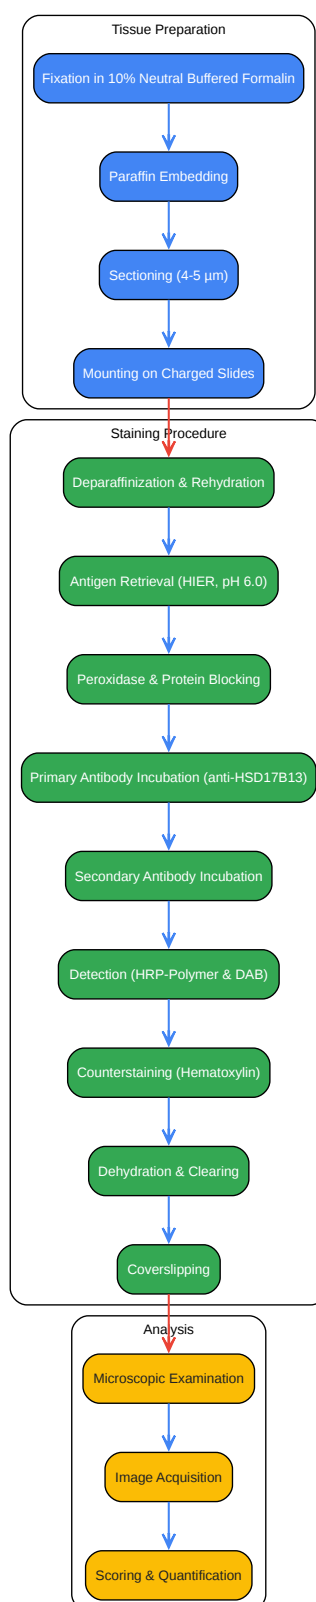 Tissue Preparation
Fixation in 10% Neutral Buffered Formalin
Paraffin Embedding
Sectioning (4-5 µm)
Mounting on Charged Slides
Staining Procedure
Deparaffinization & Rehydration
Antigen Retrieval (HIER, pH 6.0)
Peroxidase & Protein Blocking
Primary Antibody Incubation (anti-HSD17B13)
Secondary Antibody Incubation
Detection (HRP-Polymer & DAB)
Counterstaining (Hematoxylin)
Dehydration & Clearing
Coverslipping
Analysis
Microscopic Examination
Image Acquisition
Scoring & Quantification